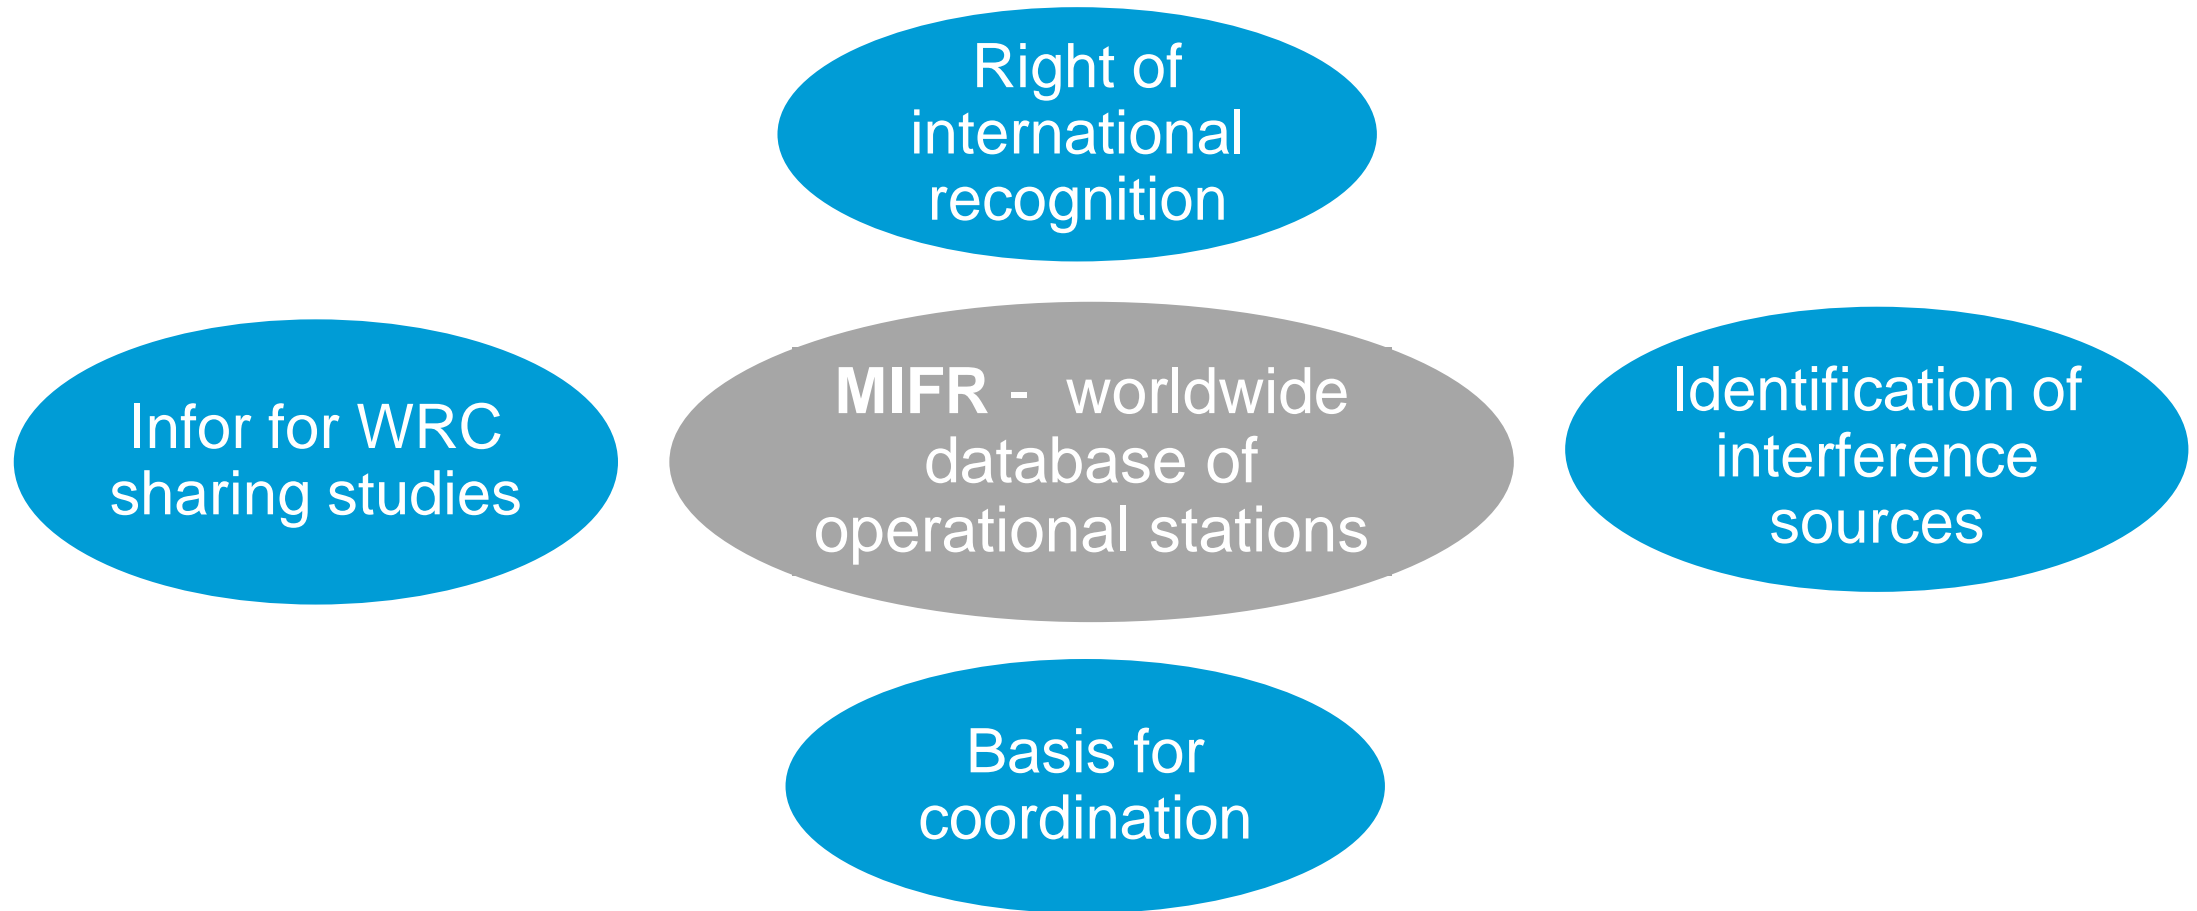 Right of
international
recognition
Infor for WRC
sharing studies
MIFR -  worldwide
database of
operational stations
Identification of
interference
sources
Basis for
coordination